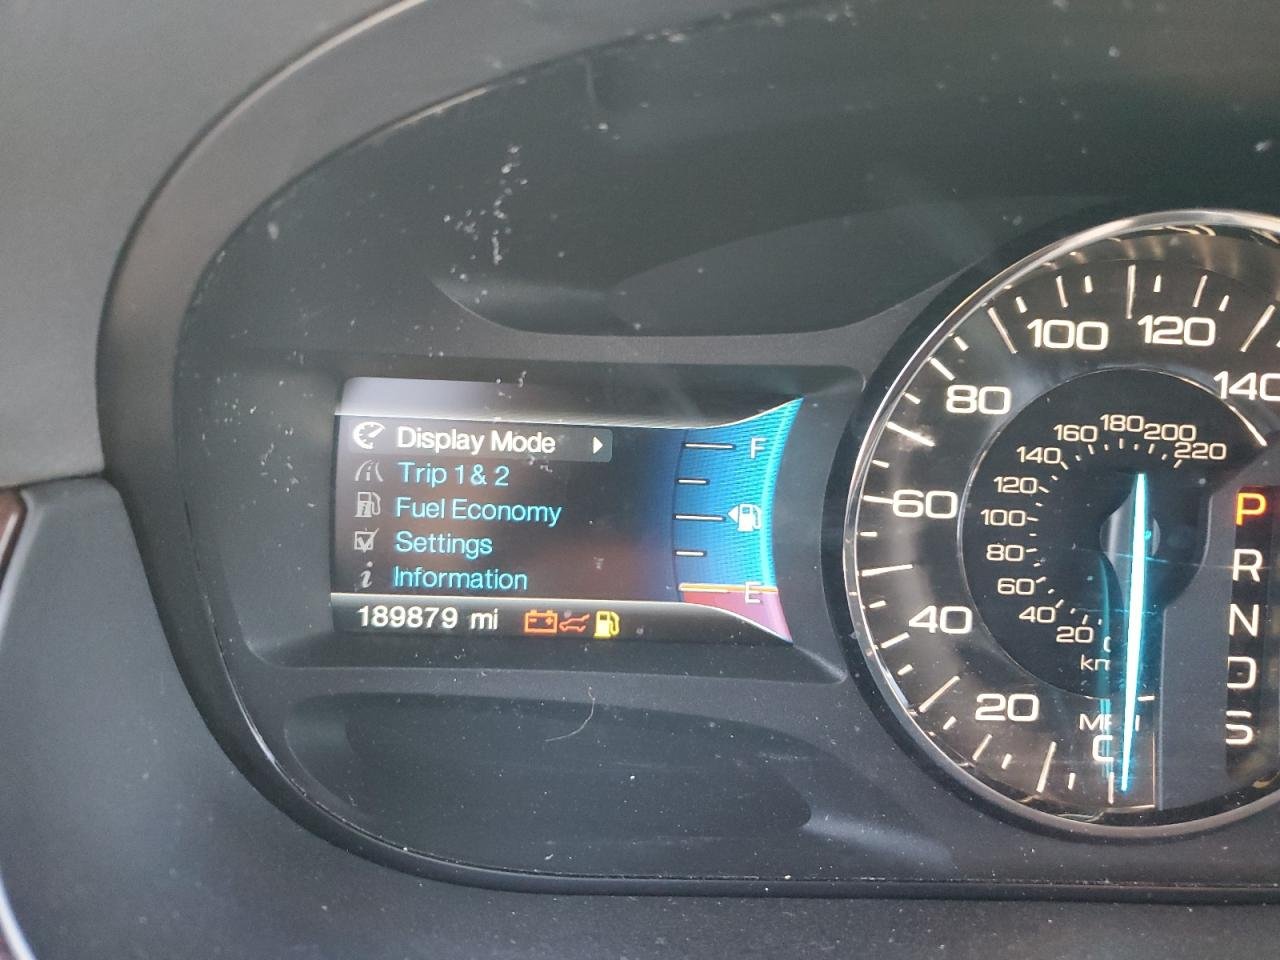 Display Mode
Trip 1 & 2
Fuel Economy
Settings
Information
189879 mi
F
E
20
40
60
80
100
120
140
20
40
60
80
100
120
140
160
180
200
220
P
R
N
D
S